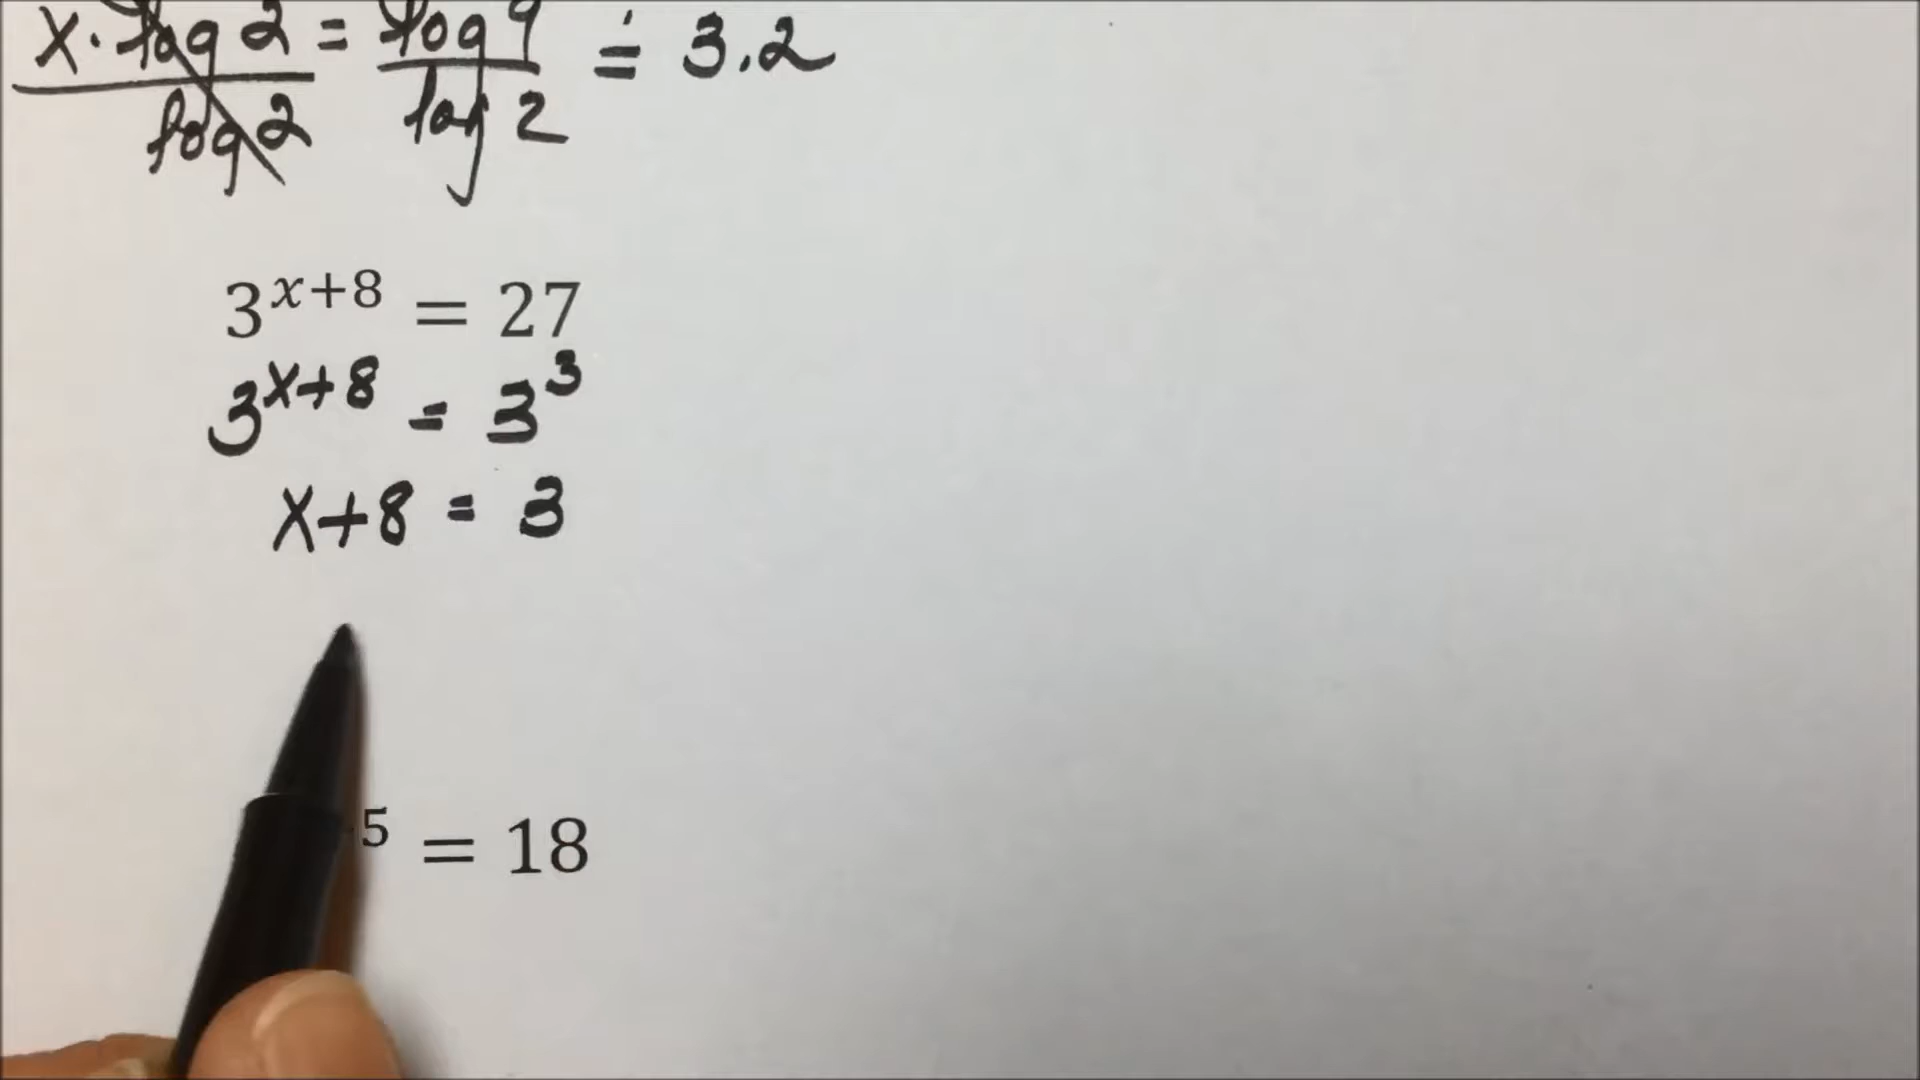 x · log 2 = log 9 ≐ 3.2
log 2 log 2
3^{x+8} = 27
3^{x+8} = 3^3
x+8 = 3
5 = 18